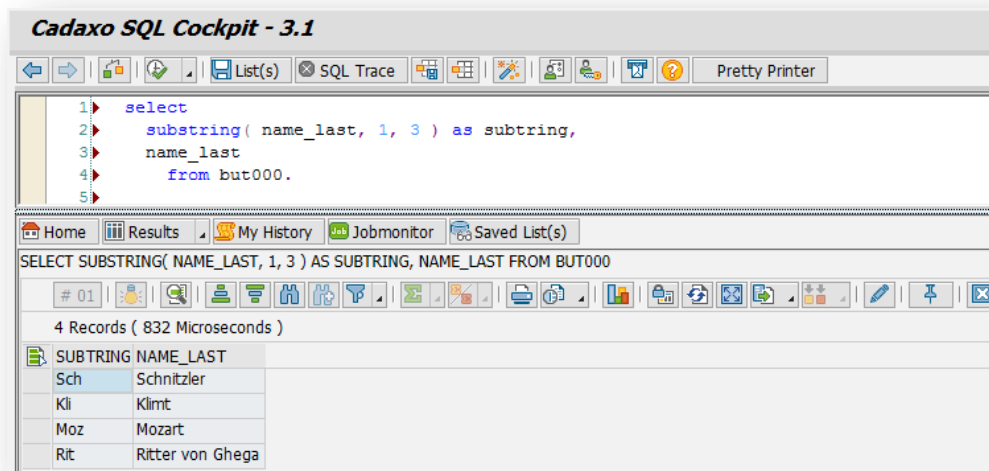 Cadaxo SQL Cockpit - 3.1
List(s) SQL Trace Pretty Printer
1 select
2 substring( name_last, 1, 3 ) as subtring,
3 name_last
4 from but000.
5
Home Results My History Job Jobmonitor Saved List(s)
SELECT SUBSTRING( NAME_LAST, 1, 3 ) AS SUBTRING, NAME_LAST FROM BUT000
# 01
4 Records ( 832 Microseconds )
SUBTRING NAME_LAST
Sch Schnitzler
Kli Klimt
Moz Mozart
Rit Ritter von Ghega